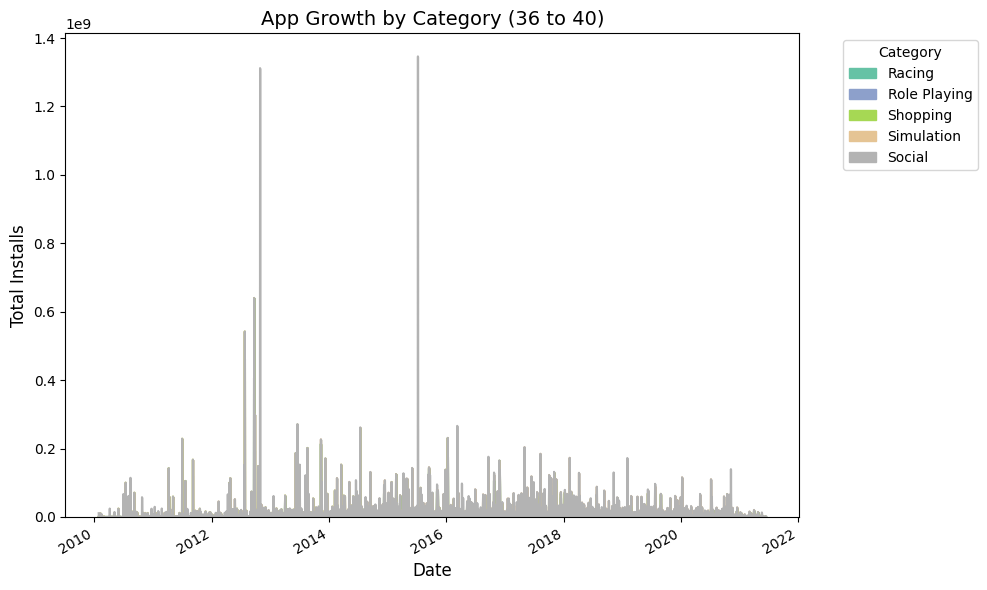 App Growth by Category (36 to 40)
1e9
1.4
1.2
1.0
0.8
0.6
0.4
0.2
0.0
Total Installs
2010
2012
2014
2016
2018
2020
2022
Date
Category
Racing
Role Playing
Shopping
Simulation
Social